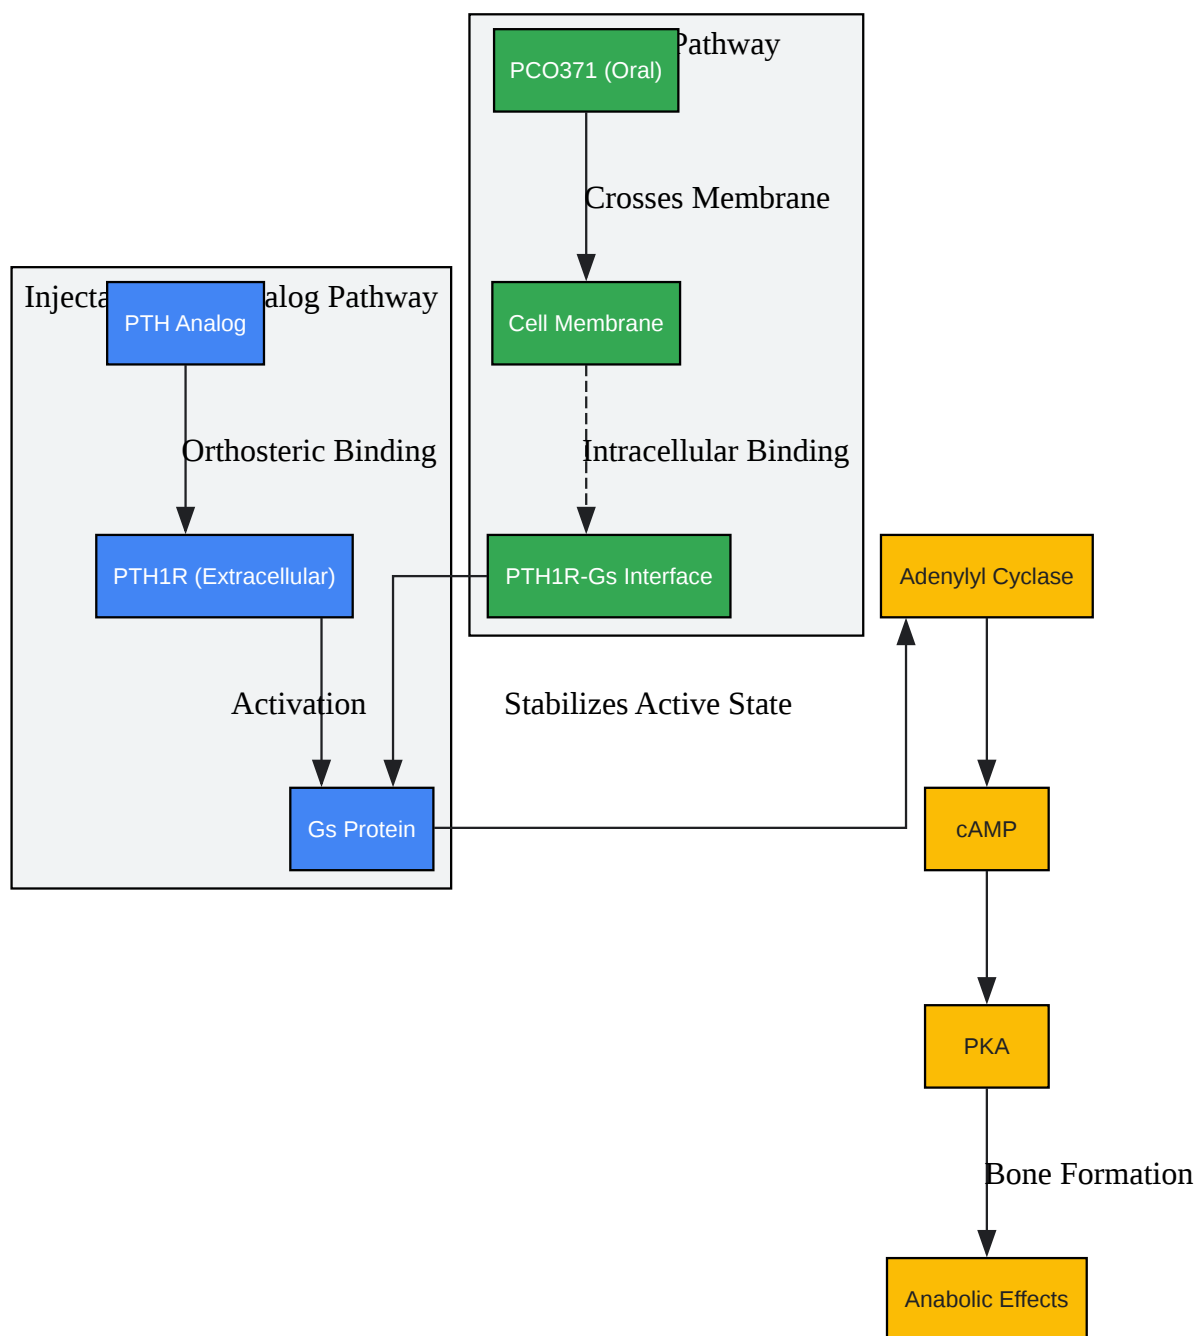 Pathway
PCO371 (Oral)
Crosses Membrane
Cell Membrane
Intracellular Binding
PTH1R-Gs Interface
alog Pathway
PTH Analog
Orthosteric Binding
PTH1R (Extracellular)
Activation
Stabilizes Active State
Gs Protein
Adenylyl Cyclase
cAMP
PKA
Bone Formation
Anabolic Effects